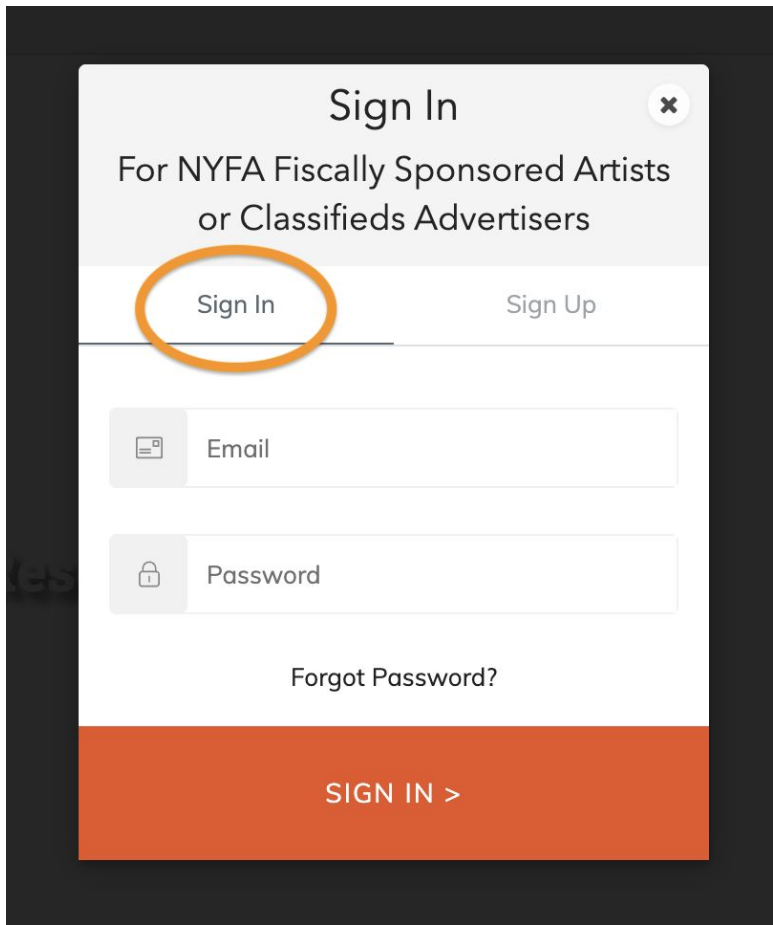 Sign In
For NYFA Fiscally Sponsored Artists
or Classifieds Advertisers
Sign In
Sign Up
Email
Password
Forgot Password?
SIGN IN >